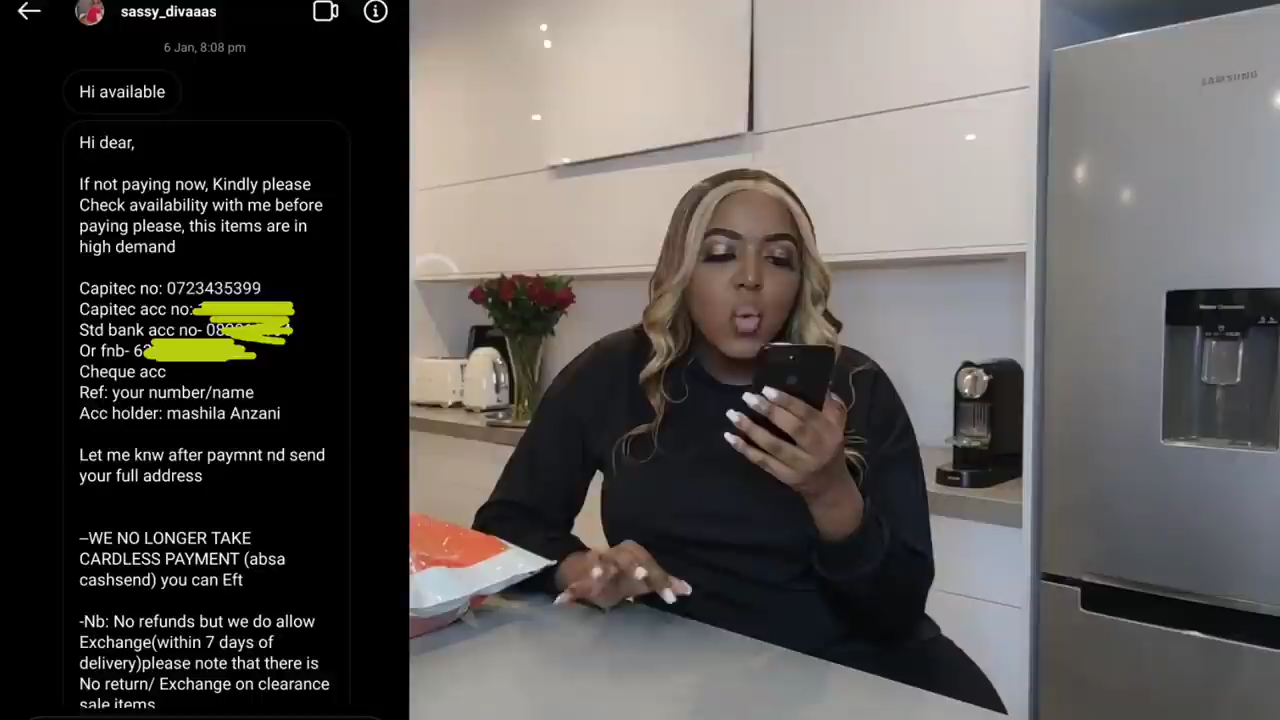 sassy_divaaas
6 Jan, 8:08 pm
Hi available
Hi dear,
If not paying now, Kindly please
Check availability with me before
paying please, this items are in
high demand
Capitec no: 0723435399
Capitec acc no:
Std bank acc no- 08
Or fnb- 6
Cheque acc
Ref: your number/name
Acc holder: mashila Anzani
Let me knw after paymnt nd send
your full address
–WE NO LONGER TAKE
CARDLESS PAYMENT (absa
cashsend) you can Eft
-Nb: No refunds but we do allow
Exchange(within 7 days of
delivery)please note that there is
No return/ Exchange on clearance
sale items
SAMSUNG